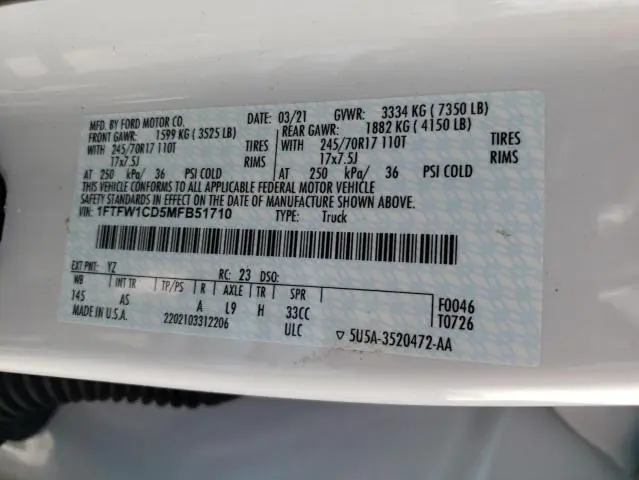 MFD. BY FORD MOTOR CO. DATE: 03/21 GVWR: 3334 KG ( 7350 LB)
FRONT GAWR: 1599 KG ( 3525 LB) REAR GAWR: 1882 KG ( 4150 LB)
WITH 245/70R17 110T TIRES WITH 245/70R17 110T TIRES
17x7.5J RIMS 17x7.5J RIMS
AT 250 kPa/ 36 PSI COLD AT 250 kPa/ 36 PSI COLD
THIS VEHICLE CONFORMS TO ALL APPLICABLE FEDERAL MOTOR VEHICLE
SAFETY STANDARDS IN EFFECT ON THE DATE OF MANUFACTURE SHOWN ABOVE.
VIN: 1FTFW1CD5MFB51710 TYPE: Truck
EXT PNT: YZ RC: 23 DSO:
WB INT TR TP/PS R AXLE TR SPR
145 AS A L9 H 33CC F0046
MADE IN U.S.A. 2202103312206 ULC T0726
▽ 5U5A-3520472-AA